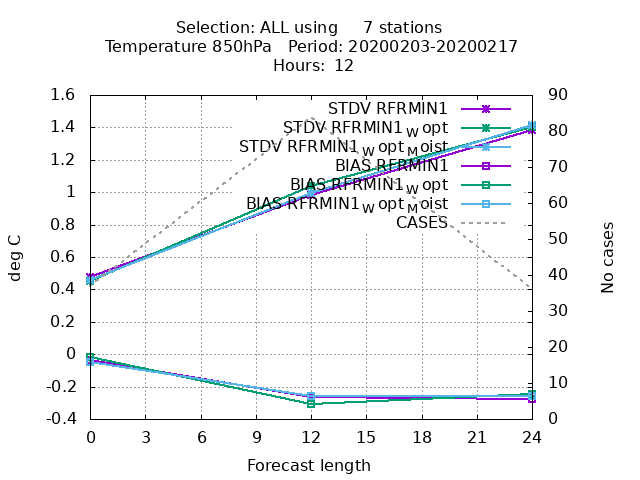 Selection: ALL using 7 stations
Temperature 850hPa Period: 20200203-20200217
Hours: 12
1.6
1.4
1.2
1
0.8
0.6
0.4
0.2
0
-0.2
-0.4
deg C
STDV RFRMIN1
STDV RFRMIN1_W opt
STDV RFRMIN1_W opt_M oist
BIAS RFRMIN1
BIAS RFRMIN1_W opt
BIAS RFRMIN1_W opt_M oist
CASES
90
80
70
60
50
40
30
20
10
0
No cases
0 3 6 9 12 15 18 21 24
Forecast length